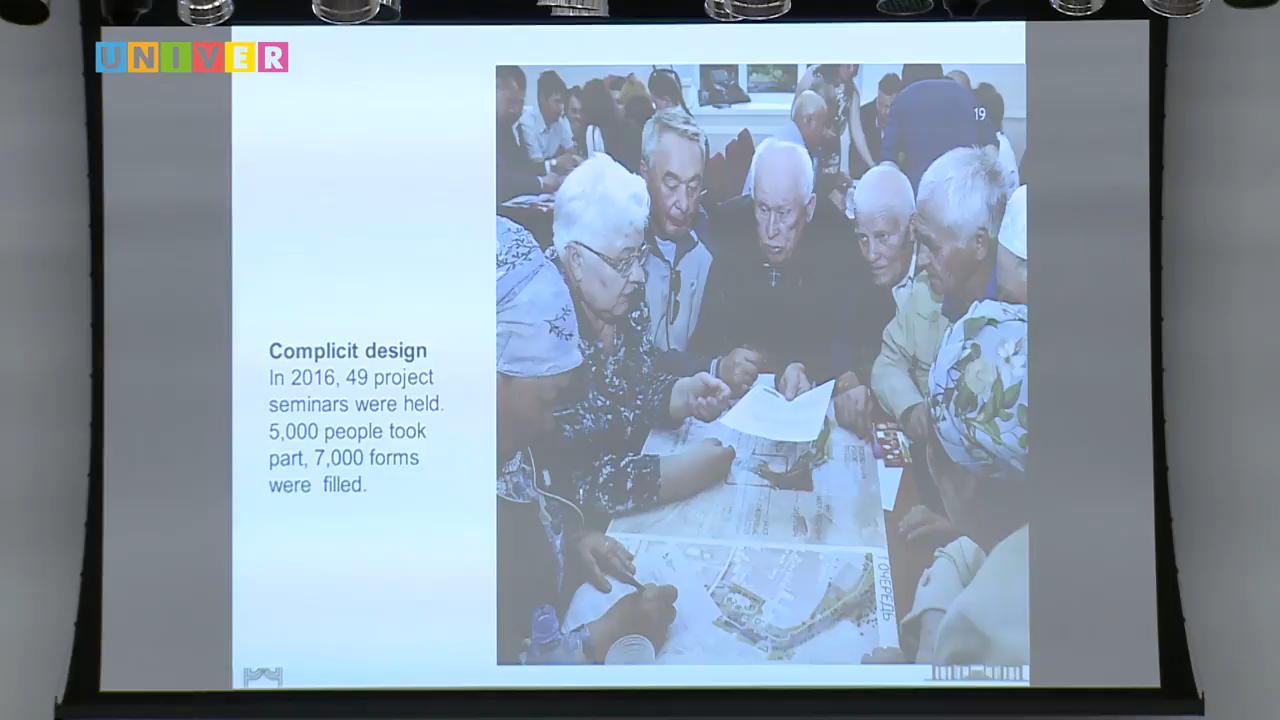 UNIVER
19
Complicit design
In 2016, 49 project
seminars were held.
5,000 people took
part, 7,000 forms
were filled.
1 ОЧЕРЕДЬ